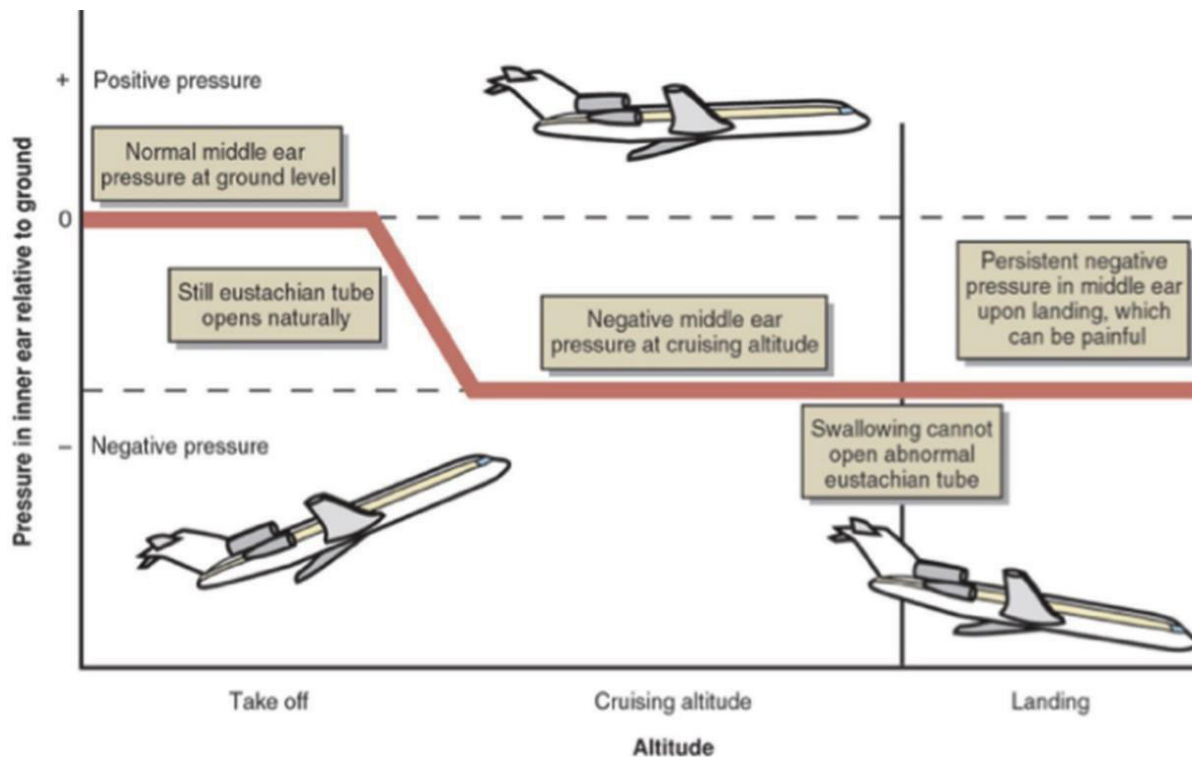 + Positive pressure
Normal middle ear
pressure at ground level
0
Still eustachian tube
opens naturally
Negative middle ear
pressure at cruising altitude
Persistent negative
pressure in middle ear
upon landing, which
can be painful
Swallowing cannot
open abnormal
eustachian tube
– Negative pressure
Pressure in inner ear relative to ground
Take off
Cruising altitude
Landing
Altitude